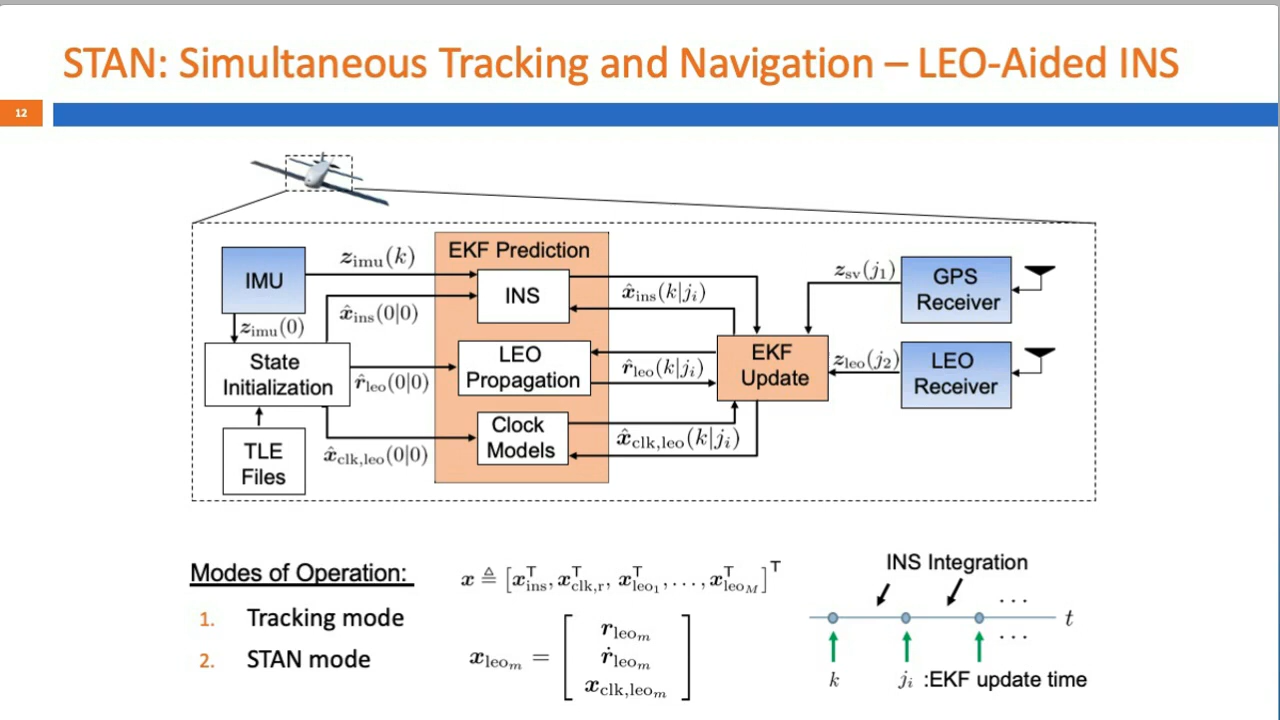 STAN: Simultaneous Tracking and Navigation – LEO-Aided INS
12
IMU
z_imu(k)
EKF Prediction
INS
x̂_ins(0|0)
z_imu(0)
x̂_ins(k|j_i)
z_sv(j_1)
GPS
Receiver
State
Initialization
r̂_leo(0|0)
LEO
Propagation
r̂_leo(k|j_i)
EKF
Update
z_leo(j_2)
LEO
Receiver
TLE
Files
x̂_clk,leo(0|0)
Clock
Models
x̂_clk,leo(k|j_i)
Modes of Operation:
1. Tracking mode
2. STAN mode
x ≜ [x_ins^T, x_clk,r^T, x_leo_1^T, . . . , x_leo_M^T]^T
x_leo_m = [ r_leo_m
ṙ_leo_m
x_clk,leo_m ]
INS Integration
. . .
t
. . .
k
j_i :EKF update time